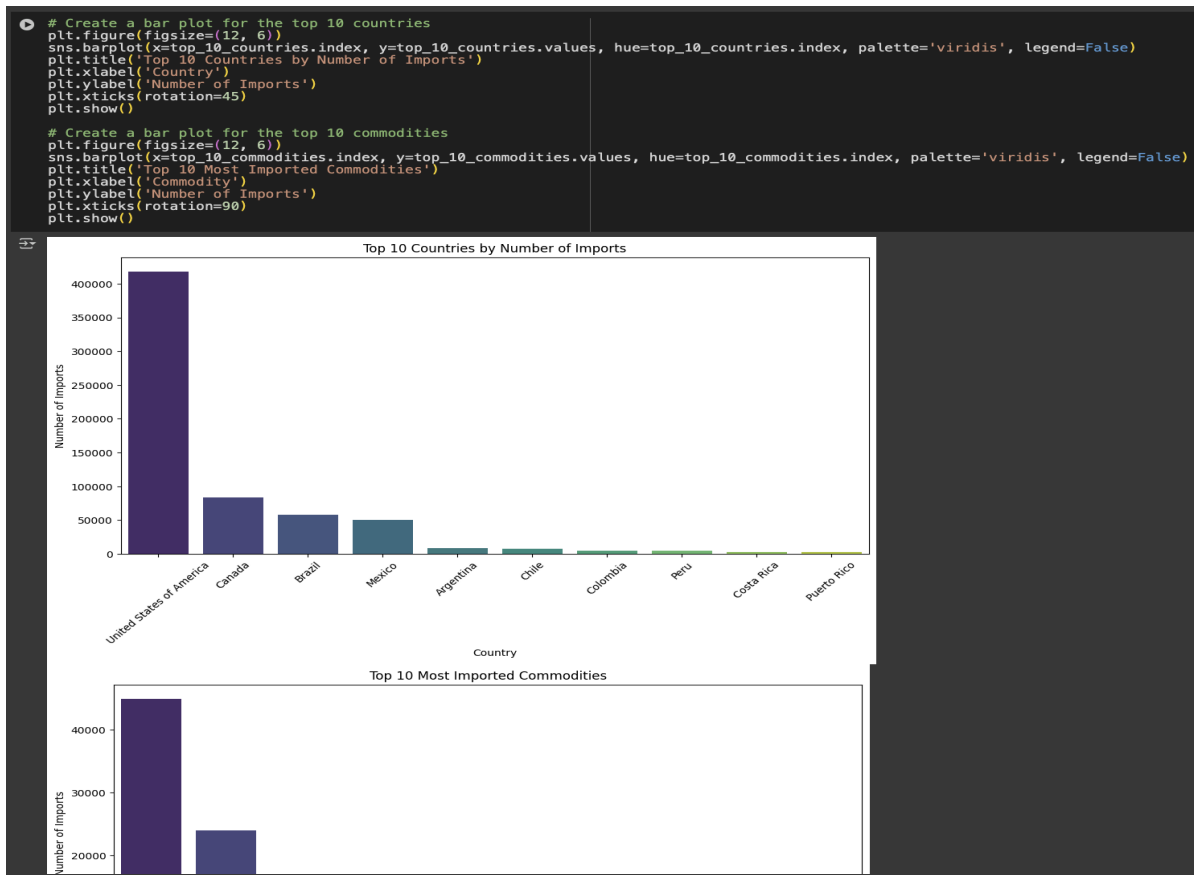 # Create a bar plot for the top 10 countries
plt.figure(figsize=(12, 6))
sns.barplot(x=top_10_countries.index, y=top_10_countries.values, hue=top_10_countries.index, palette='viridis', legend=False)
plt.title('Top 10 Countries by Number of Imports')
plt.xlabel('Country')
plt.ylabel('Number of Imports')
plt.xticks(rotation=45)
plt.show()
# Create a bar plot for the top 10 commodities
plt.figure(figsize=(12, 6))
sns.barplot(x=top_10_commodities.index, y=top_10_commodities.values, hue=top_10_commodities.index, palette='viridis', legend=False)
plt.title('Top 10 Most Imported Commodities')
plt.xlabel('Commodity')
plt.ylabel('Number of Imports')
plt.xticks(rotation=90)
plt.show()
Top 10 Countries by Number of Imports
Number of Imports
400000
350000
300000
250000
200000
150000
100000
50000
0
United States of America
Canada
Brazil
Mexico
Argentina
Chile
Colombia
Peru
Costa Rica
Puerto Rico
Country
Top 10 Most Imported Commodities
Number of Imports
40000
30000
20000